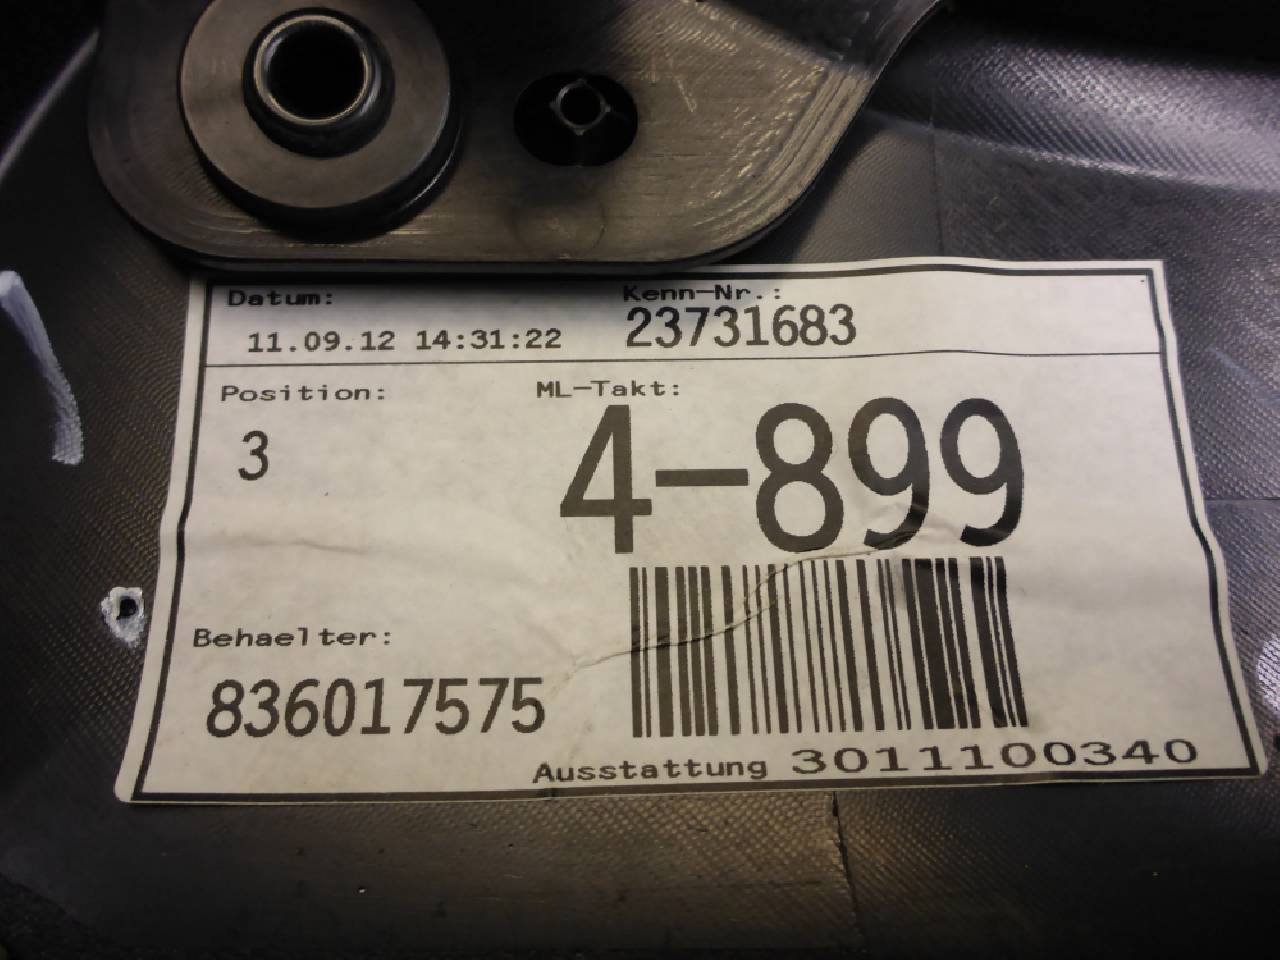 Datum:
Kenn-Nr.:
11.09.12 14:31:22
23731683
Position:
ML-Takt:
3
4-899
Behaelter:
836017575
Ausstattung 3011100340